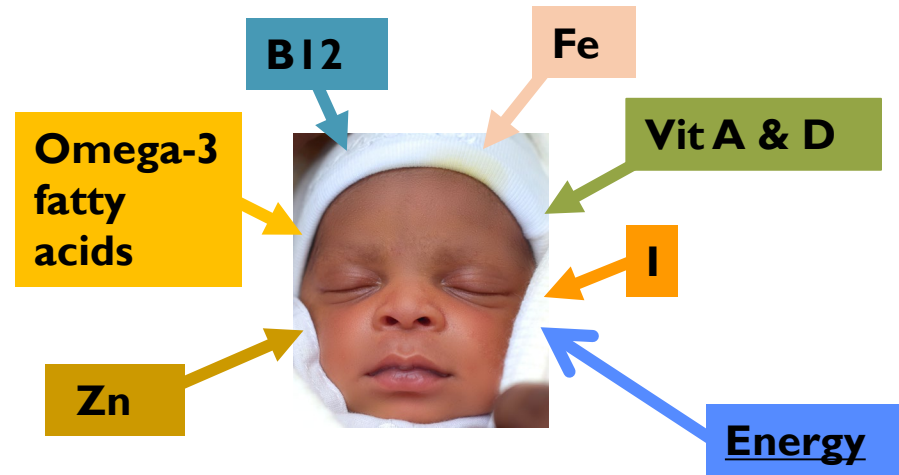 B12
Fe
Omega-3
fatty
acids
Vit A & D
I
Zn
Energy